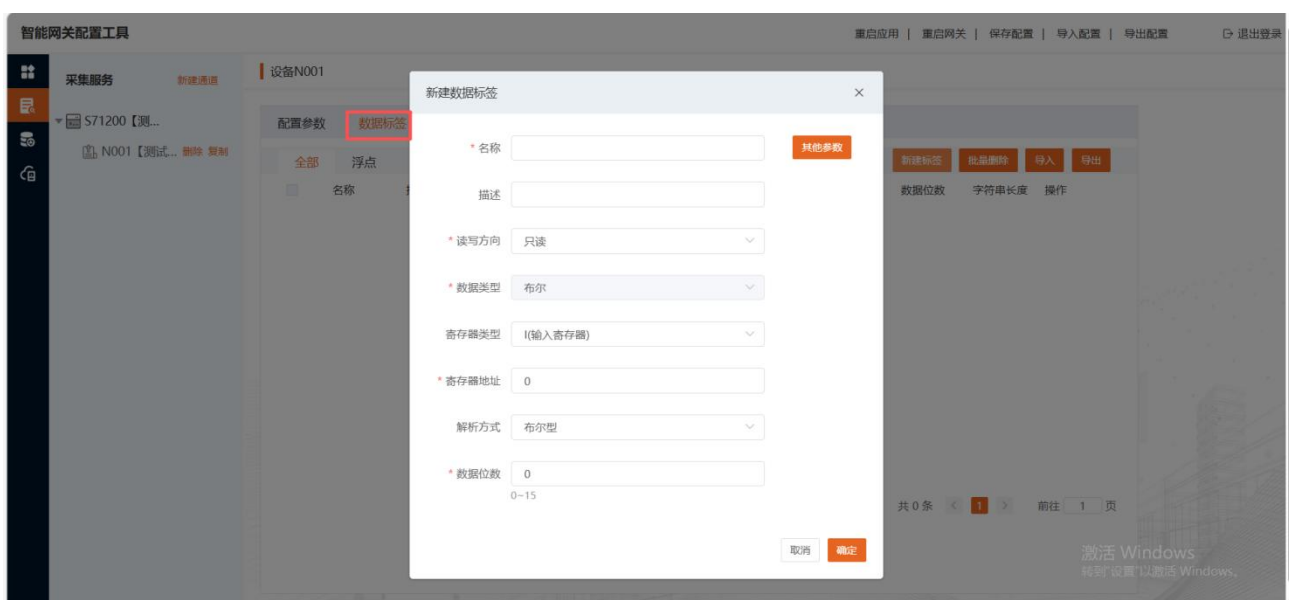 智能网关配置工具
重启应用 | 重启网关 | 保存配置 | 导入配置 | 导出配置 退出登录
采集服务 新建通道
S71200【测...
N001【测试... 删除 复制
设备N001
配置参数 数据标签
全部 浮点
新建标签 批量删除 导入 导出
名称
数据位数 字符串长度 操作
新建数据标签
* 名称
其他参数
描述
* 读写方向 只读
* 数据类型 布尔
寄存器类型 I(输入寄存器)
* 寄存器地址 0
解析方式 布尔型
* 数据位数 0
0~15
取消 确定
共 0 条 < 1 > 前往 1 页
激活 Windows
转到"设置"以激活 Windows。